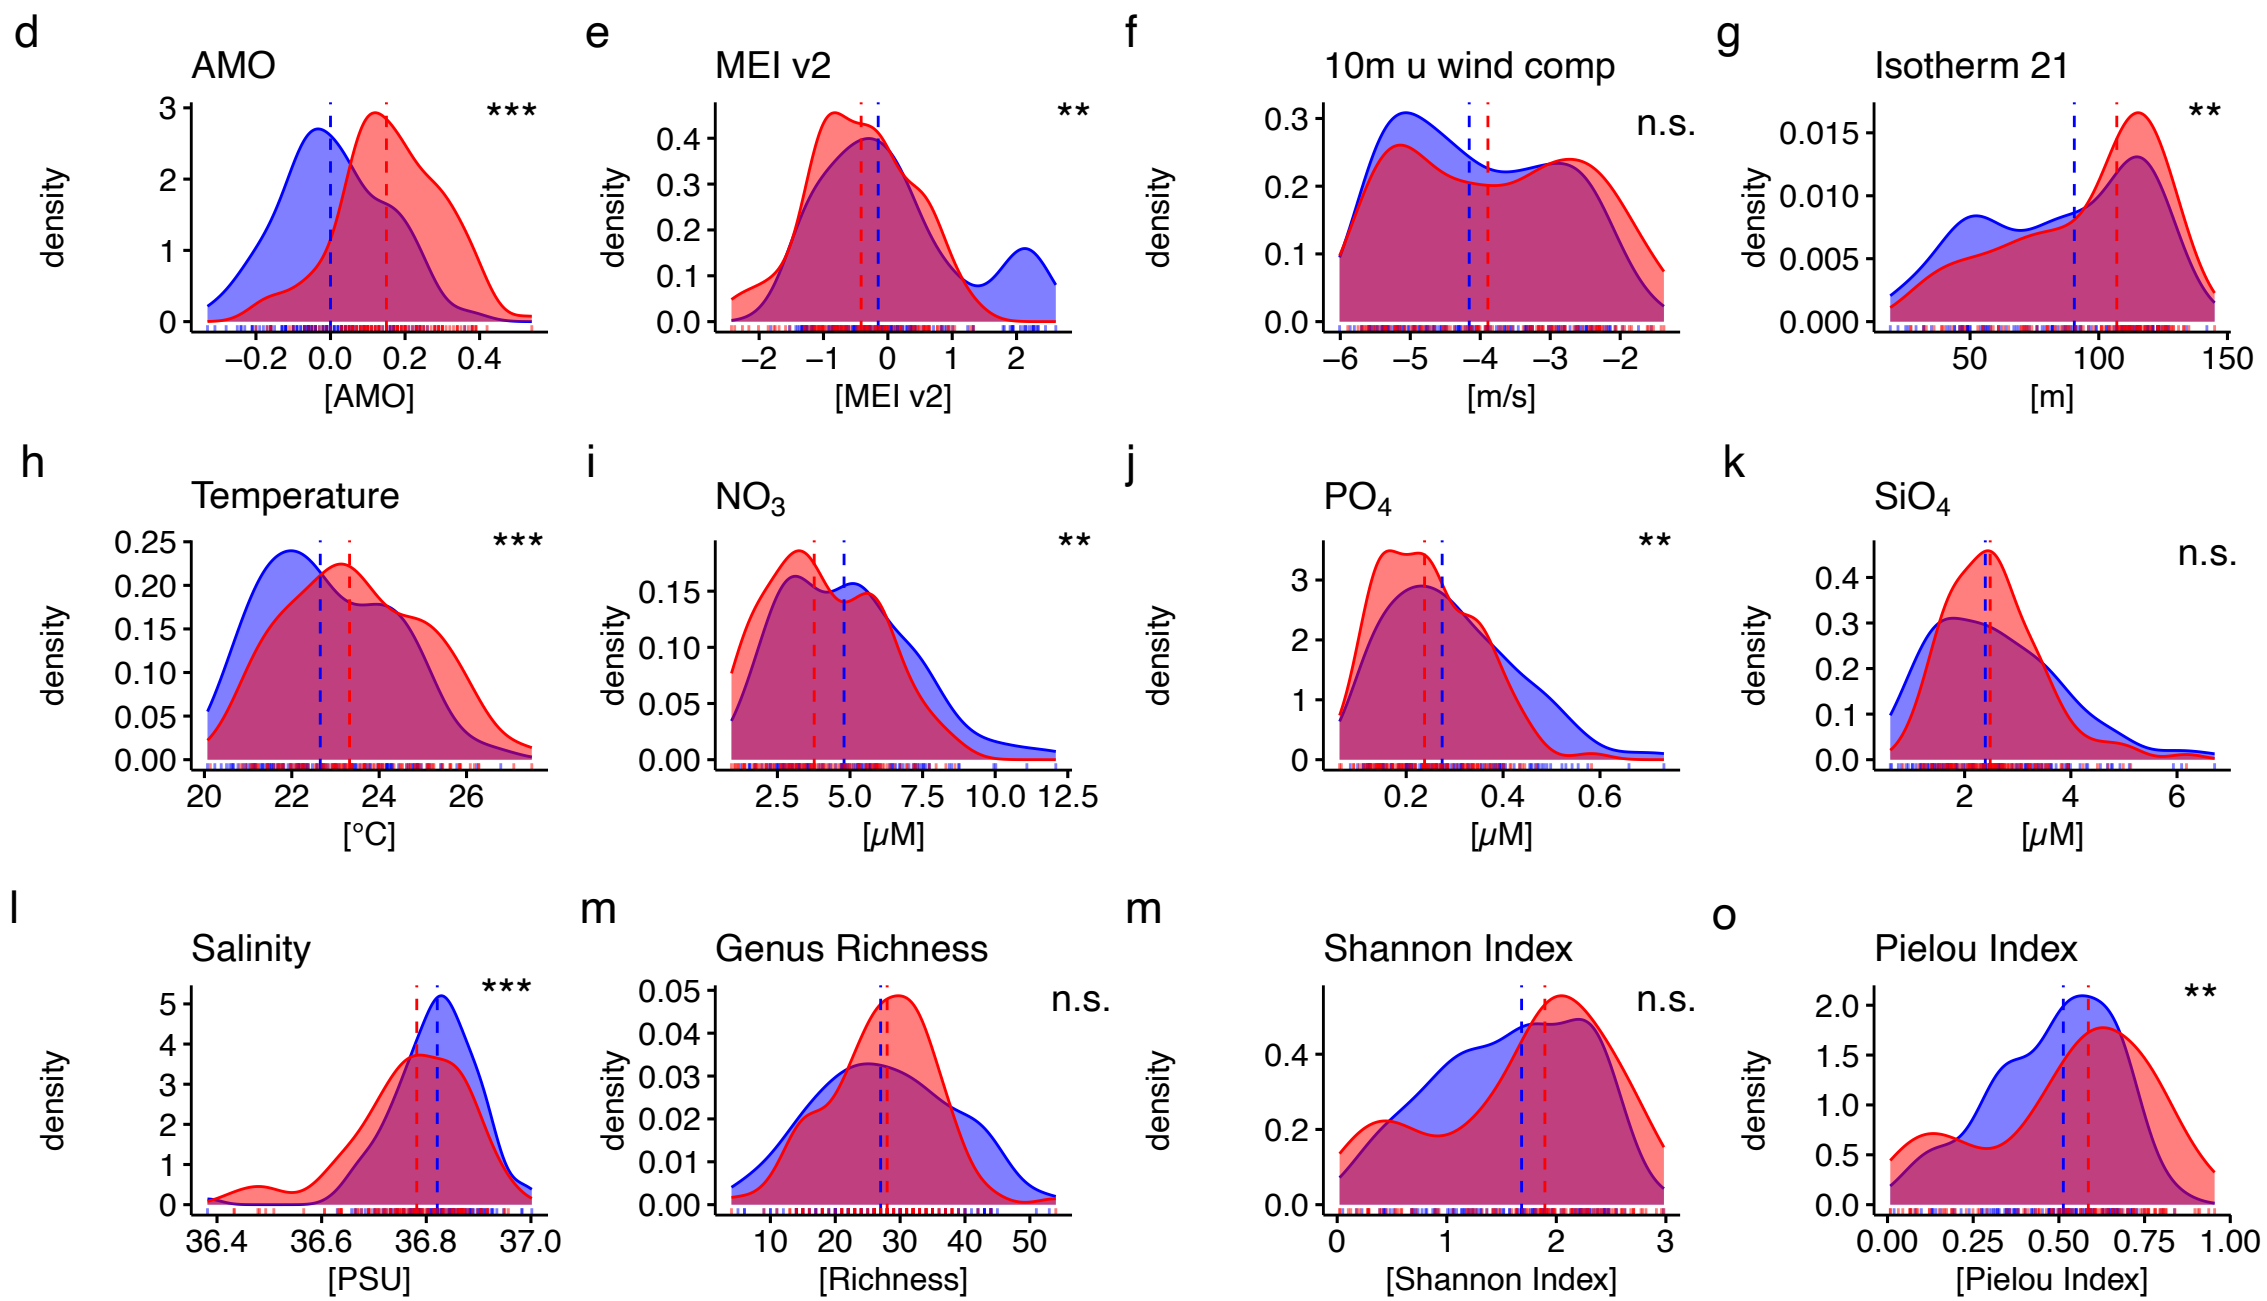 d
AMO
***
density
3
2
1
0
−0.2 0.0 0.2 0.4
[AMO]
e
MEI v2
**
density
0.4
0.3
0.2
0.1
0.0
−2 −1 0 1 2
[MEI v2]
f
10m u wind comp
n.s.
density
0.3
0.2
0.1
0.0
−6 −5 −4 −3 −2
[m/s]
g
Isotherm 21
**
density
0.015
0.010
0.005
0.000
50 100 150
[m]
h
Temperature
***
density
0.25
0.20
0.15
0.10
0.05
0.00
20 22 24 26
[°C]
i
NO3
**
density
0.15
0.10
0.05
0.00
2.5 5.0 7.5 10.0 12.5
[µM]
j
PO4
**
density
3
2
1
0
0.2 0.4 0.6
[µM]
k
SiO4
n.s.
density
0.4
0.3
0.2
0.1
0.0
2 4 6
[µM]
l
Salinity
***
density
5
4
3
2
1
0
36.4 36.6 36.8 37.0
[PSU]
m
Genus Richness
n.s.
density
0.05
0.04
0.03
0.02
0.01
0.00
10 20 30 40 50
[Richness]
m
Shannon Index
n.s.
density
0.4
0.2
0.0
0 1 2 3
[Shannon Index]
o
Pielou Index
**
density
2.0
1.5
1.0
0.5
0.0
0.00 0.25 0.50 0.75 1.00
[Pielou Index]